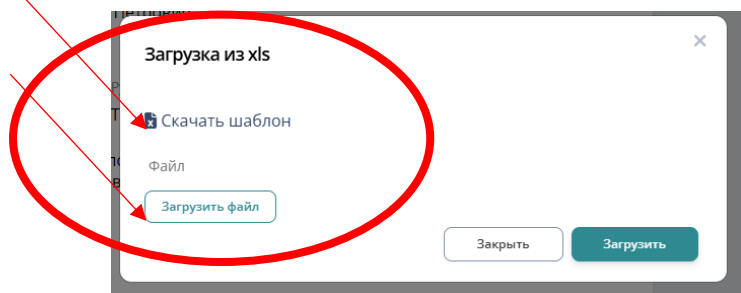 Загрузка из xls
Скачать шаблон
Файл
Загрузить файл
Закрыть
Загрузить